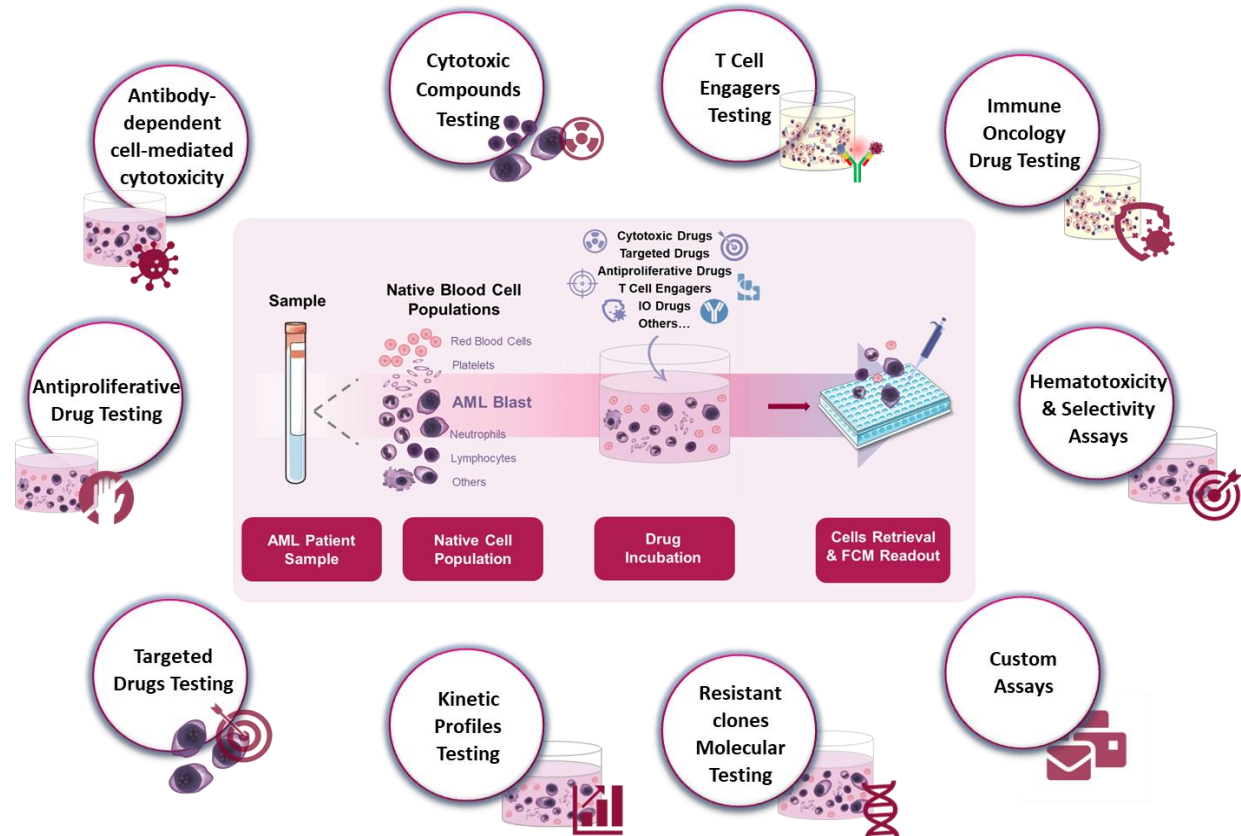 Cytotoxic
Compounds
Testing
T Cell
Engagers
Testing
Antibody-
dependent
cell-mediated
cytotoxicity
Immune
Oncology
Drug Testing
Cytotoxic Drugs
Targeted Drugs
Antiproliferative Drugs
T Cell Engagers
IO Drugs
Others...
Sample
Native Blood Cell
Populations
Red Blood Cells
Platelets
AML Blast
Neutrophils
Lymphocytes
Others
Antiproliferative
Drug Testing
Hematotoxicity
& Selectivity
Assays
AML Patient
Sample
Native Cell
Population
Drug
Incubation
Cells Retrieval
& FCM Readout
Targeted
Drugs Testing
Kinetic
Profiles
Testing
Resistant
clones
Molecular
Testing
Custom
Assays